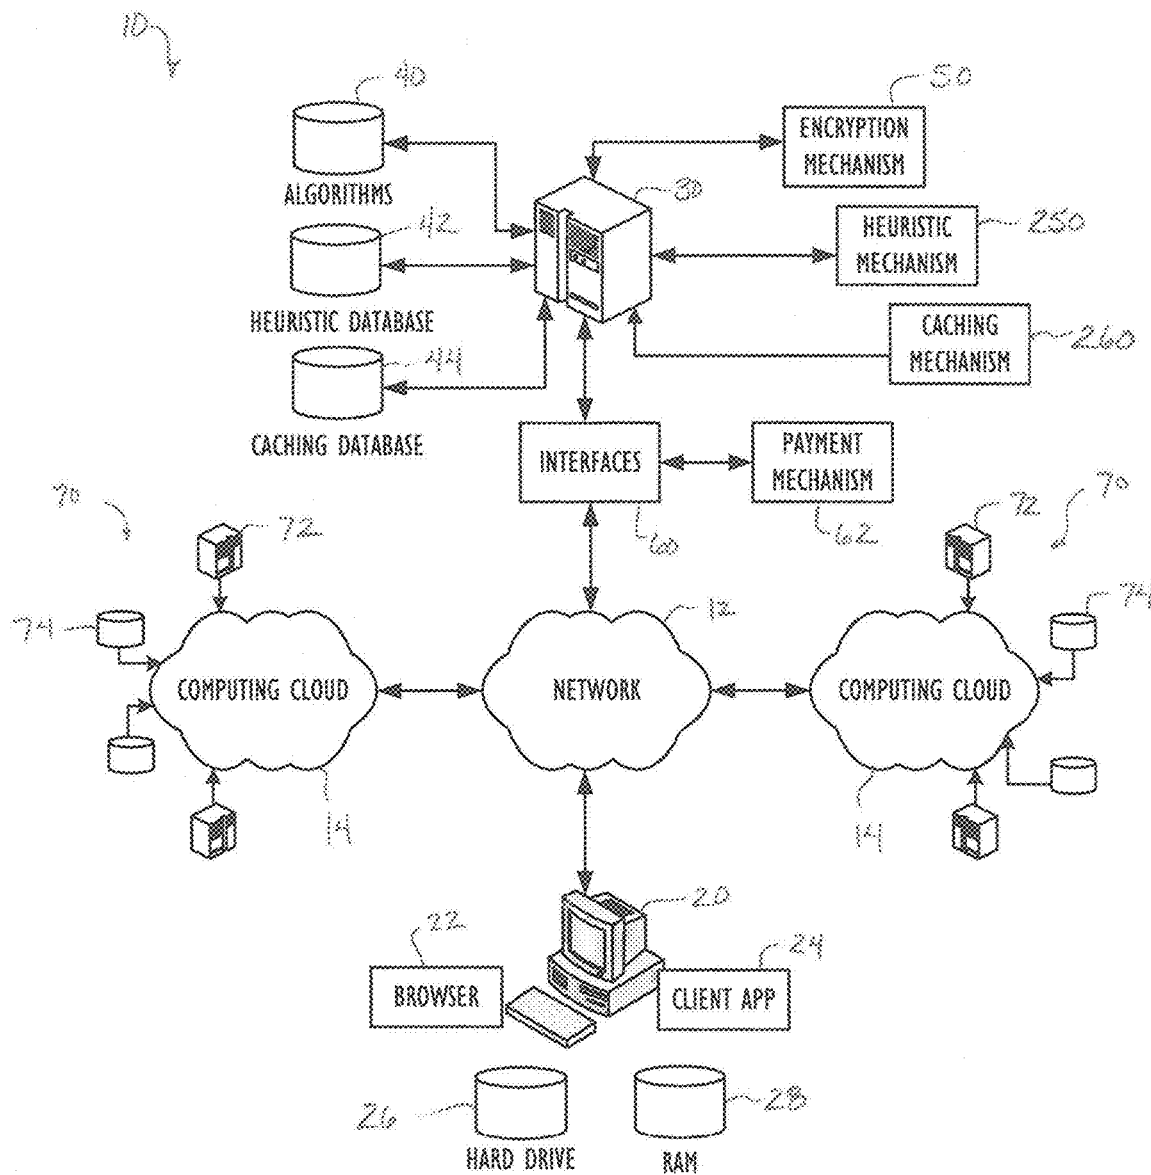 10
40
ALGORITHMS
50
ENCRYPTION
MECHANISM
30
42
HEURISTIC DATABASE
250
HEURISTIC
MECHANISM
44
CACHING DATABASE
260
CACHING
MECHANISM
INTERFACES
60
PAYMENT
MECHANISM
62
70
72
74
COMPUTING CLOUD
14
12
NETWORK
72
70
74
COMPUTING CLOUD
14
20
22
BROWSER
24
CLIENT APP
26
HARD DRIVE
28
RAM